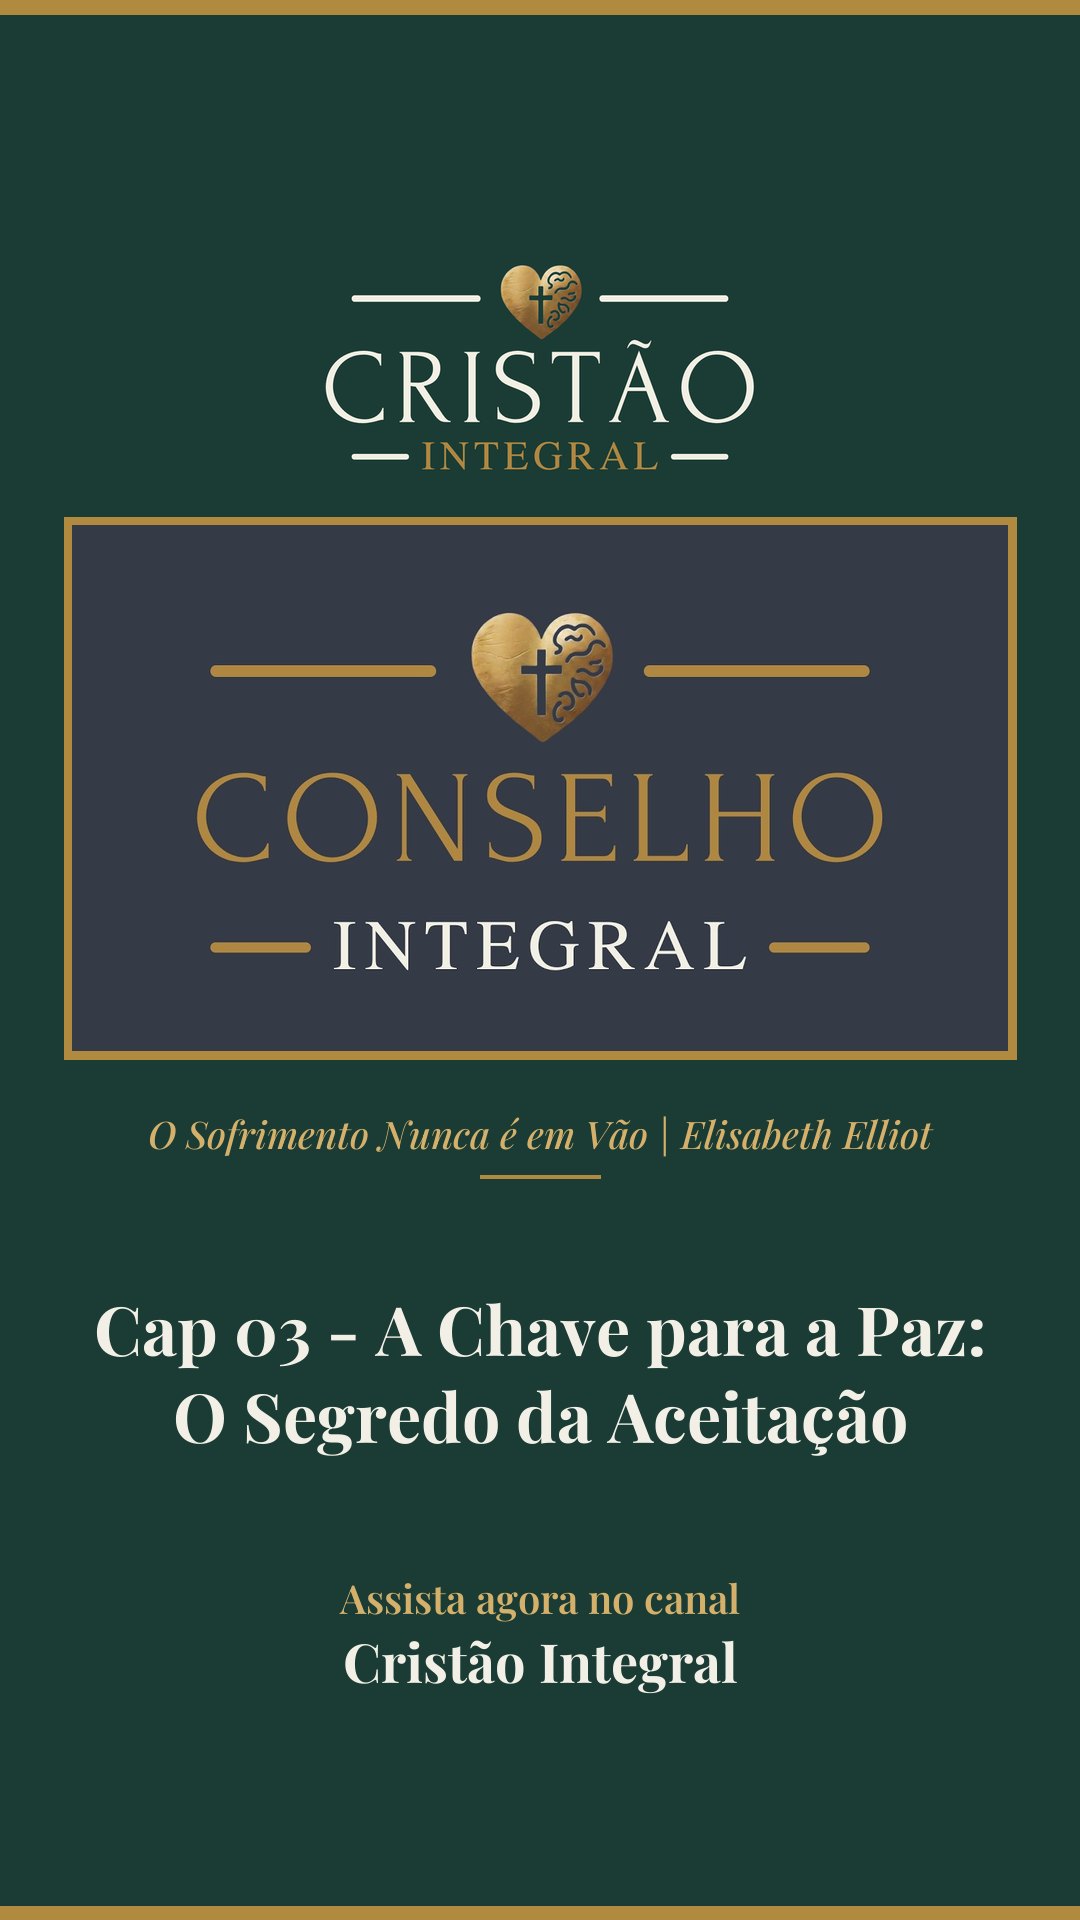 CRISTÃO
INTEGRAL
CONSELHO
INTEGRAL
O Sofrimento Nunca é em Vão | Elisabeth Elliot
Cap 03 - A Chave para a Paz:
O Segredo da Aceitação
Assista agora no canal
Cristão Integral